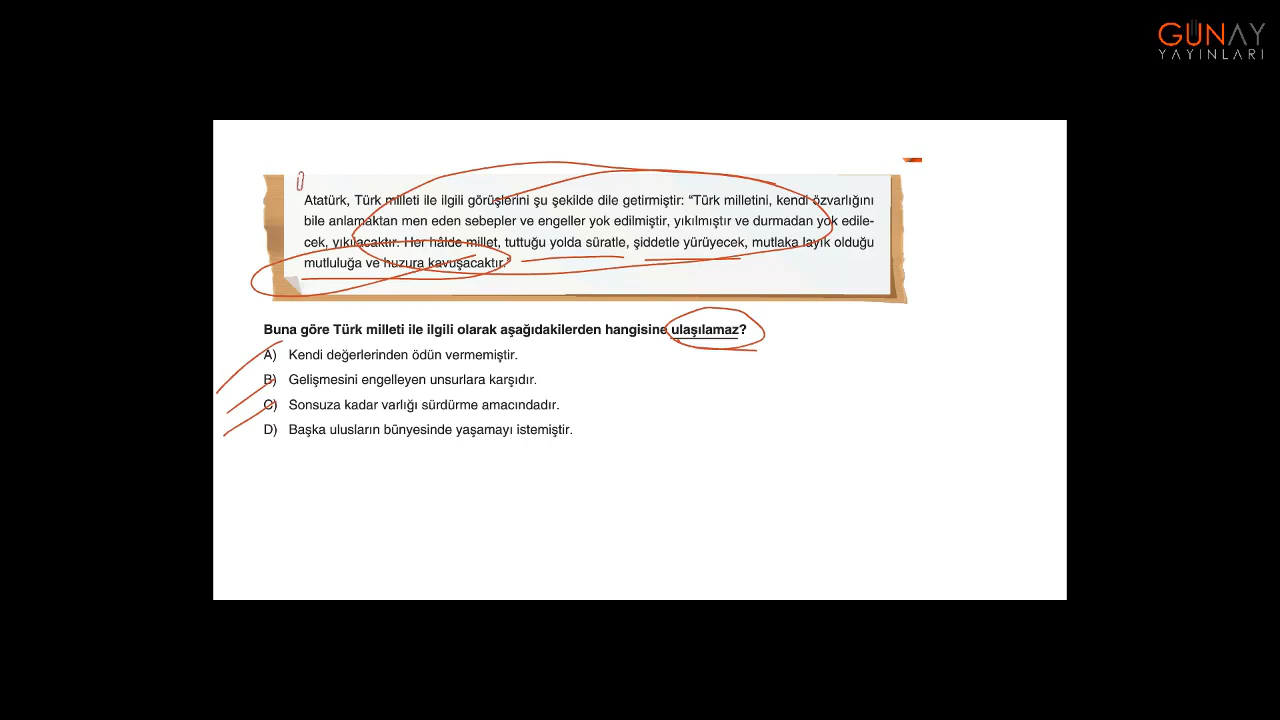 GÜNAY
YAYINLARI
Atatürk, Türk milleti ile ilgili görüşlerini şu şekilde dile getirmiştir: “Türk milletini, kendi özvarlığını
bile anlamaktan men eden sebepler ve engeller yok edilmiştir, yıkılmıştır ve durmadan yok edile-
cek, yıkılacaktır. Her hâlde millet, tuttuğu yolda süratle, şiddetle yürüyecek, mutlaka layık olduğu
mutluluğa ve huzura kavuşacaktır.”
Buna göre Türk milleti ile ilgili olarak aşağıdakilerden hangisine ulaşılamaz?
A) Kendi değerlerinden ödün vermemiştir.
B) Gelişmesini engelleyen unsurlara karşıdır.
C) Sonsuza kadar varlığı sürdürme amacındadır.
D) Başka ulusların bünyesinde yaşamayı istemiştir.